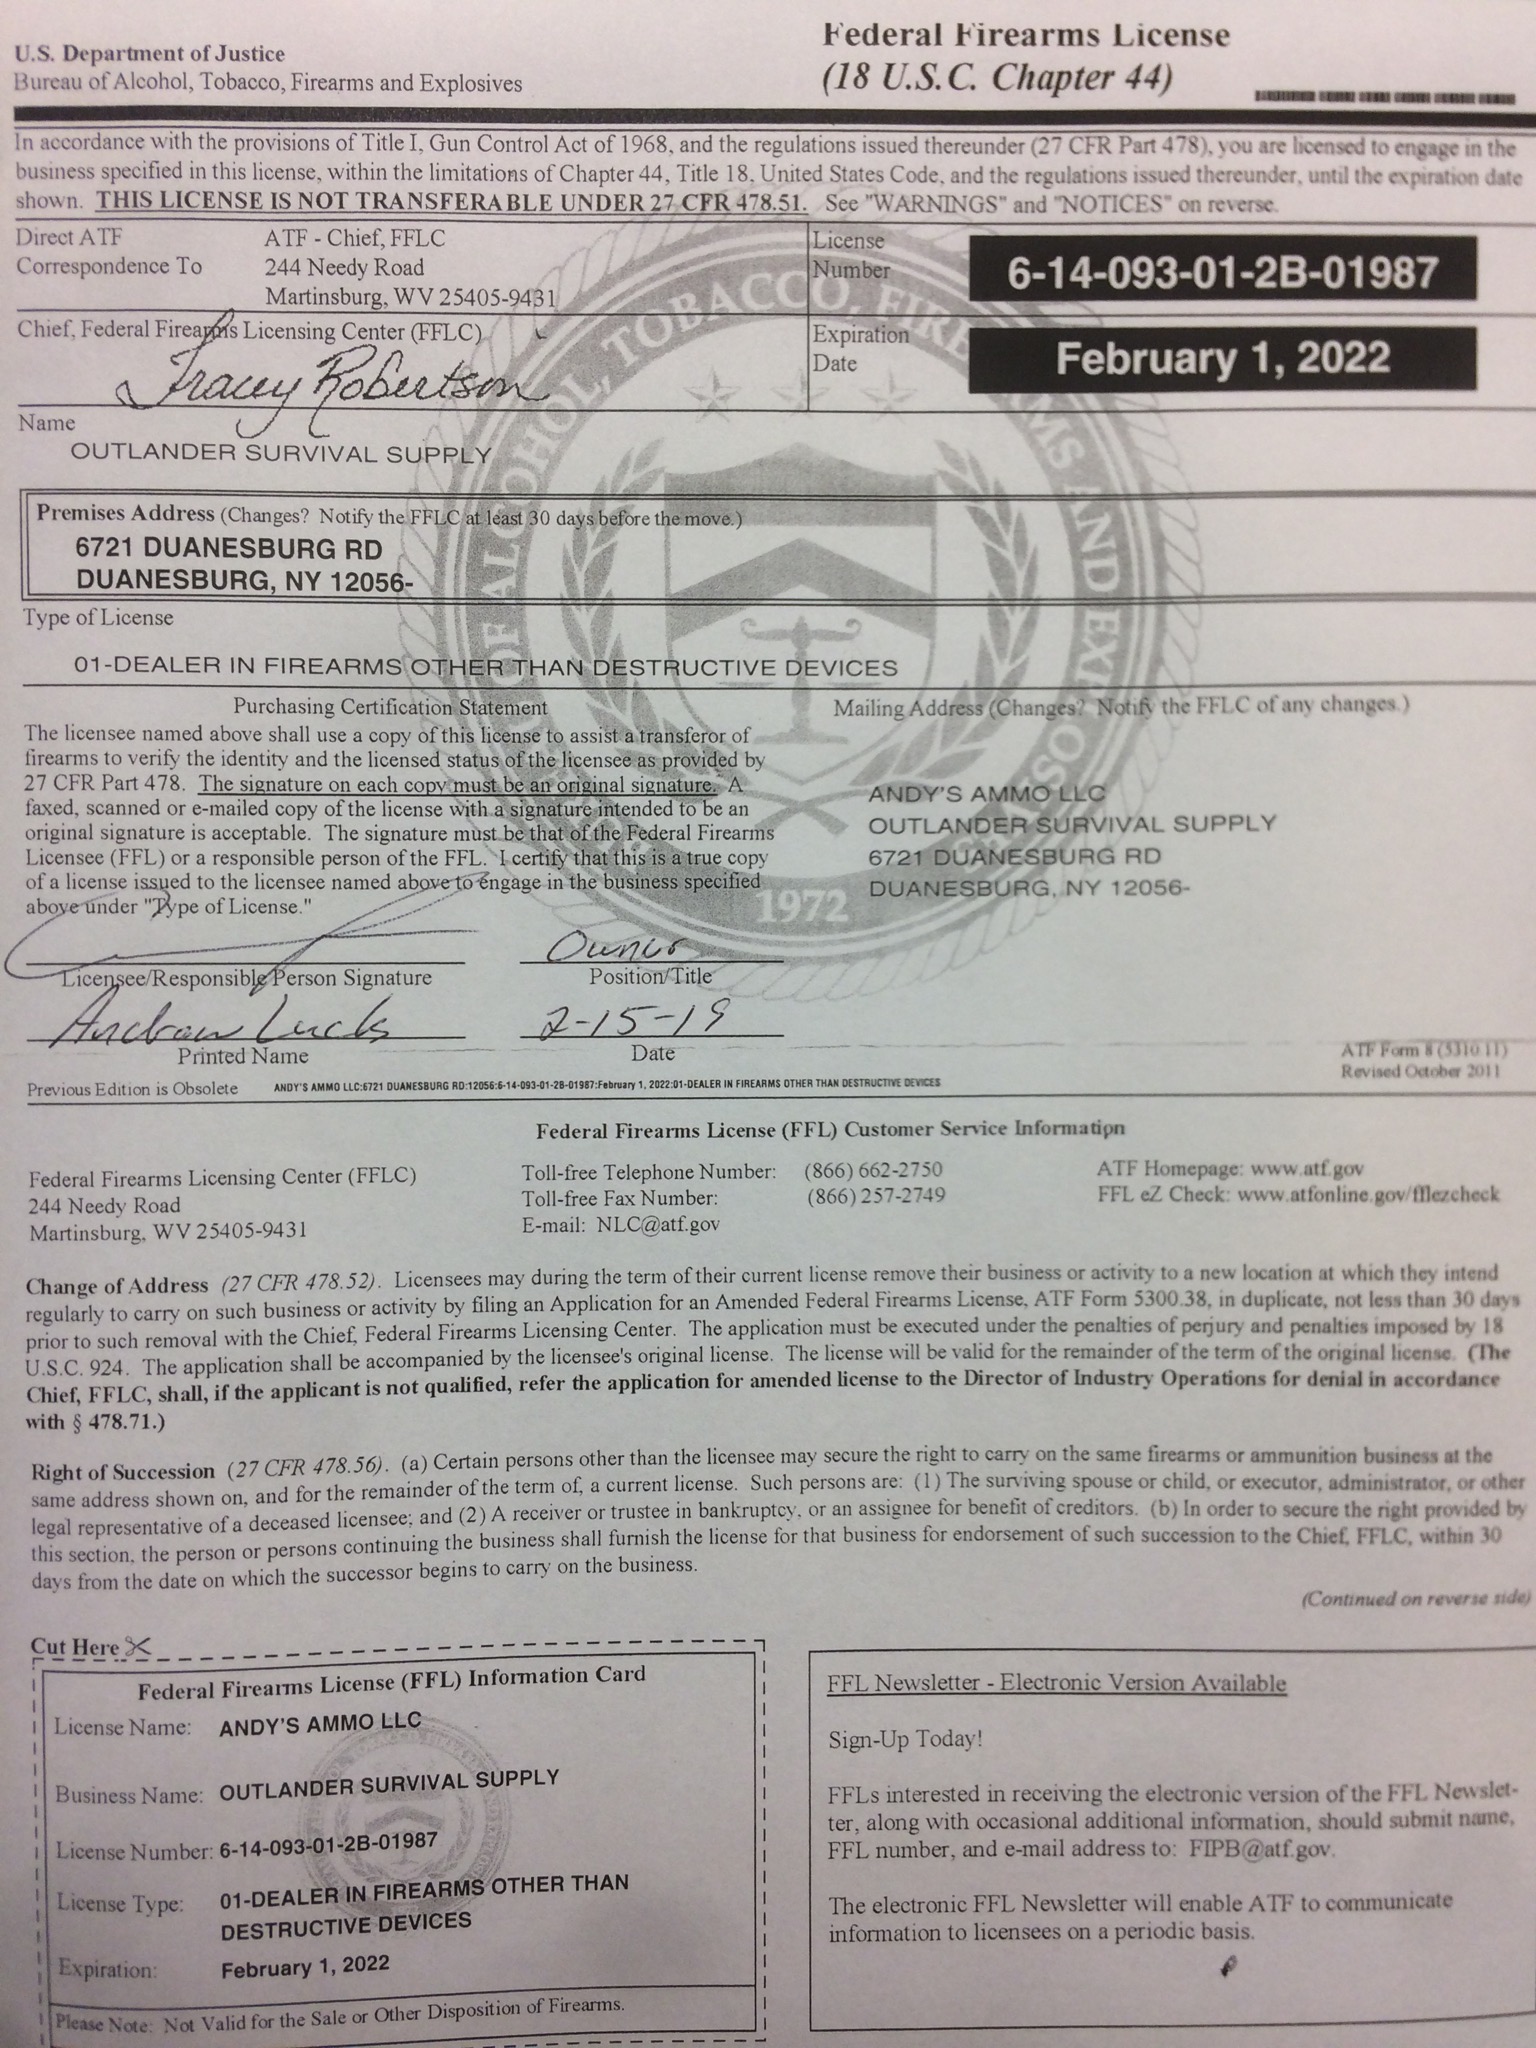 U.S. Department of Justice
Bureau of Alcohol, Tobacco, Firearms and Explosives
Federal Firearms License
(18 U.S.C. Chapter 44)
In accordance with the provisions of Title I, Gun Control Act of 1968, and the regulations issued thereunder (27 CFR Part 478), you are licensed to engage in the
business specified in this license, within the limitations of Chapter 44, Title 18, United States Code, and the regulations issued thereunder, until the expiration date
shown. THIS LICENSE IS NOT TRANSFERABLE UNDER 27 CFR 478.51. See "WARNINGS" and "NOTICES" on reverse.
Direct ATF
Correspondence To
ATF - Chief, FFLC
244 Needy Road
Martinsburg, WV 25405-9431
License
Number
6-14-093-01-2B-01987
Chief, Federal Firearms Licensing Center (FFLC)
Tracey Robertson
Expiration
Date
February 1, 2022
Name
OUTLANDER SURVIVAL SUPPLY
Premises Address (Changes? Notify the FFLC at least 30 days before the move.)
6721 DUANESBURG RD
DUANESBURG, NY 12056-
Type of License
01-DEALER IN FIREARMS OTHER THAN DESTRUCTIVE DEVICES
Purchasing Certification Statement
The licensee named above shall use a copy of this license to assist a transferor of
firearms to verify the identity and the licensed status of the licensee as provided by
27 CFR Part 478. The signature on each copy must be an original signature. A
faxed, scanned or e-mailed copy of the license with a signature intended to be an
original signature is acceptable. The signature must be that of the Federal Firearms
Licensee (FFL) or a responsible person of the FFL. I certify that this is a true copy
of a license issued to the licensee named above to engage in the business specified
above under "Type of License."
Mailing Address (Changes? Notify the FFLC of any changes.)
ANDY'S AMMO LLC
OUTLANDER SURVIVAL SUPPLY
6721 DUANESBURG RD
DUANESBURG, NY 12056-
1972
Owner
Licensee/Responsible Person Signature
Position/Title
Andrew Lucks
2-15-19
Printed Name
Date
ATF Form 8 (5310.11)
Revised October 2011
Previous Edition is Obsolete
ANDY'S AMMO LLC:6721 DUANESBURG RD:12056:6-14-093-01-2B-01987:February 1, 2022:01-DEALER IN FIREARMS OTHER THAN DESTRUCTIVE DEVICES
Federal Firearms License (FFL) Customer Service Information
Federal Firearms Licensing Center (FFLC)
244 Needy Road
Martinsburg, WV 25405-9431
Toll-free Telephone Number: (866) 662-2750
Toll-free Fax Number: (866) 257-2749
E-mail: NLC@atf.gov
ATF Homepage: www.atf.gov
FFL eZ Check: www.atfonline.gov/fflezcheck
Change of Address (27 CFR 478.52). Licensees may during the term of their current license remove their business or activity to a new location at which they intend
regularly to carry on such business or activity by filing an Application for an Amended Federal Firearms License, ATF Form 5300.38, in duplicate, not less than 30 days
prior to such removal with the Chief, Federal Firearms Licensing Center. The application must be executed under the penalties of perjury and penalties imposed by 18
U.S.C. 924. The application shall be accompanied by the licensee's original license. The license will be valid for the remainder of the term of the original license. (The
Chief, FFLC, shall, if the applicant is not qualified, refer the application for amended license to the Director of Industry Operations for denial in accordance
with § 478.71.)
Right of Succession (27 CFR 478.56). (a) Certain persons other than the licensee may secure the right to carry on the same firearms or ammunition business at the
same address shown on, and for the remainder of the term of, a current license. Such persons are: (1) The surviving spouse or child, or executor, administrator, or other
legal representative of a deceased licensee; and (2) A receiver or trustee in bankruptcy, or an assignee for benefit of creditors. (b) In order to secure the right provided by
this section, the person or persons continuing the business shall furnish the license for that business for endorsement of such succession to the Chief, FFLC, within 30
days from the date on which the successor begins to carry on the business.
(Continued on reverse side)
Cut Here
Federal Firearms License (FFL) Information Card
License Name: ANDY'S AMMO LLC
Business Name: OUTLANDER SURVIVAL SUPPLY
License Number: 6-14-093-01-2B-01987
License Type: 01-DEALER IN FIREARMS OTHER THAN
DESTRUCTIVE DEVICES
Expiration: February 1, 2022
Please Note: Not Valid for the Sale or Other Disposition of Firearms.
FFL Newsletter - Electronic Version Available
Sign-Up Today!
FFLs interested in receiving the electronic version of the FFL Newslet-
ter, along with occasional additional information, should submit name,
FFL number, and e-mail address to: FIPB@atf.gov.
The electronic FFL Newsletter will enable ATF to communicate
information to licensees on a periodic basis.